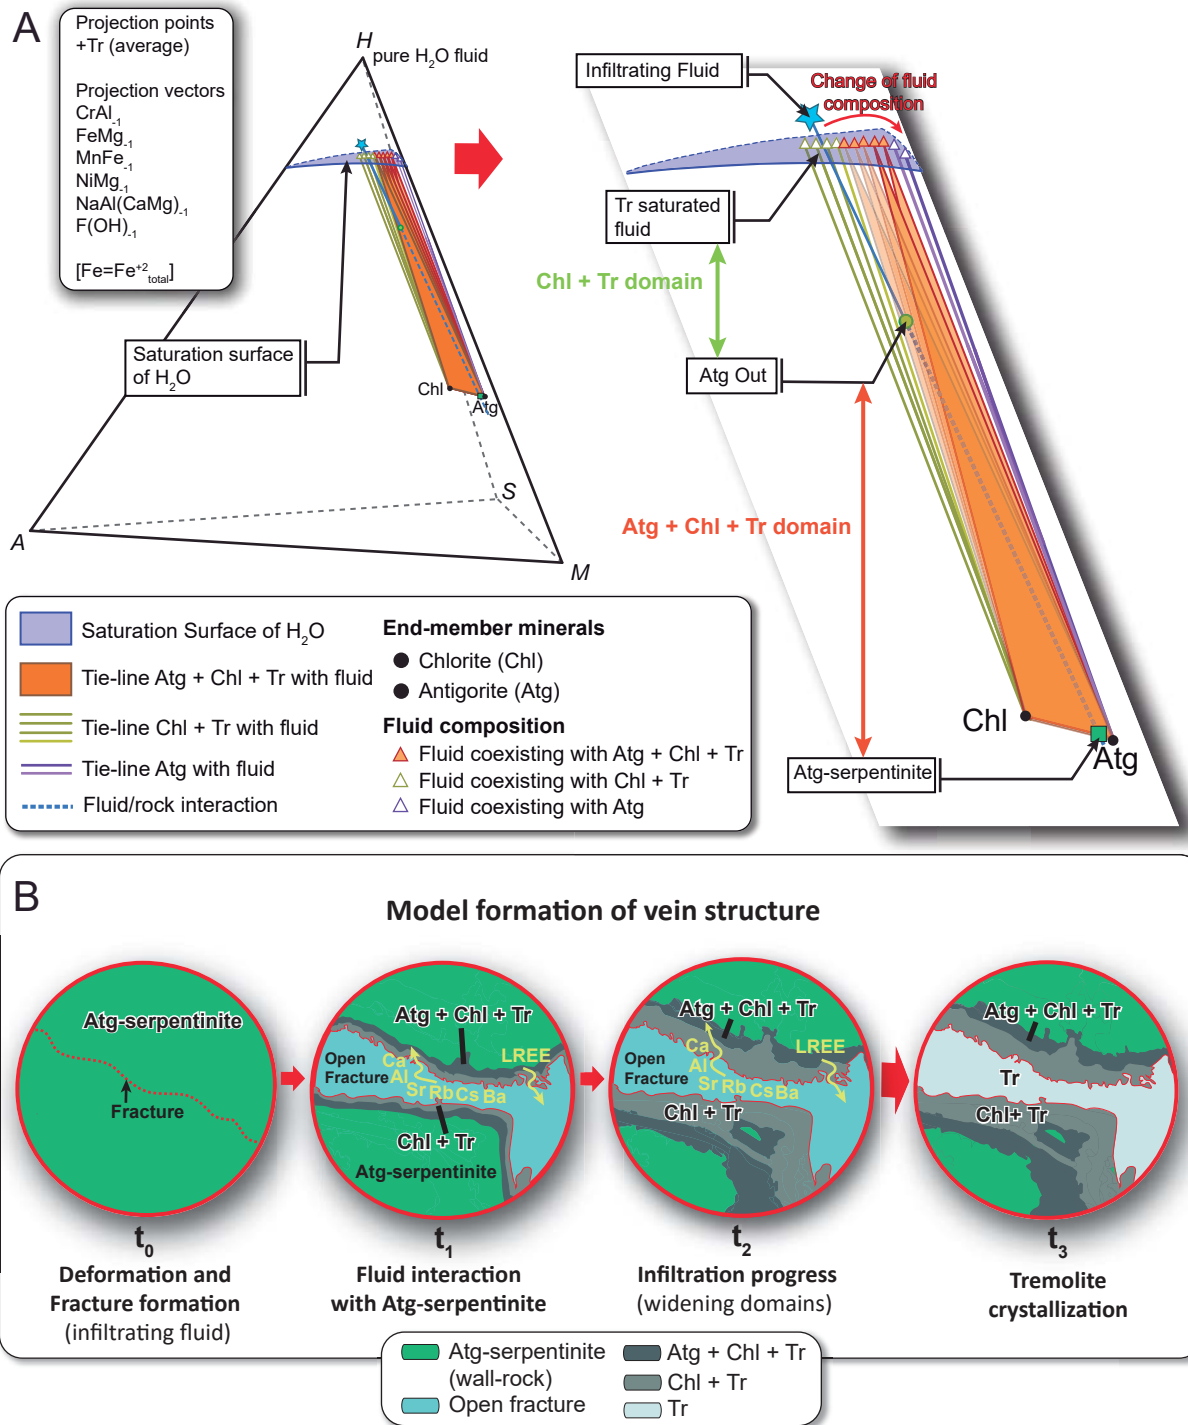 A
Projection points
+Tr (average)
Projection vectors
CrAl-1
FeMg-1
MnFe-1
NiMg-1
NaAl(CaMg)-1
F(OH)-1
[Fe=Fe+2total]
H
pure H2O fluid
Saturation surface
of H2O
Chl
Atg
S
A
M
Infiltrating Fluid
Change of fluid
composition
Tr saturated
fluid
Chl + Tr domain
Atg Out
Atg + Chl + Tr domain
Chl
Atg-serpentinite
Atg
Saturation Surface of H2O
Tie-line Atg + Chl + Tr with fluid
Tie-line Chl + Tr with fluid
Tie-line Atg with fluid
Fluid/rock interaction
End-member minerals
Chlorite (Chl)
Antigorite (Atg)
Fluid composition
Fluid coexisting with Atg + Chl + Tr
Fluid coexisting with Chl + Tr
Fluid coexisting with Atg
B
Model formation of vein structure
Atg-serpentinite
Fracture
t0
Deformation and
Fracture formation
(infiltrating fluid)
Atg + Chl + Tr
Open
Fracture
Ca
Al
Sr Rb Cs Ba
LREE
Chl + Tr
Atg-serpentinite
t1
Fluid interaction
with Atg-serpentinite
Atg + Chl + Tr
Open
Fracture
Ca
Al
Sr Rb CsBa
LREE
Chl + Tr
t2
Infiltration progress
(widening domains)
Atg + Chl + Tr
Tr
Chl+ Tr
t3
Tremolite
crystallization
Atg-serpentinite
(wall-rock)
Open fracture
Atg + Chl + Tr
Chl + Tr
Tr